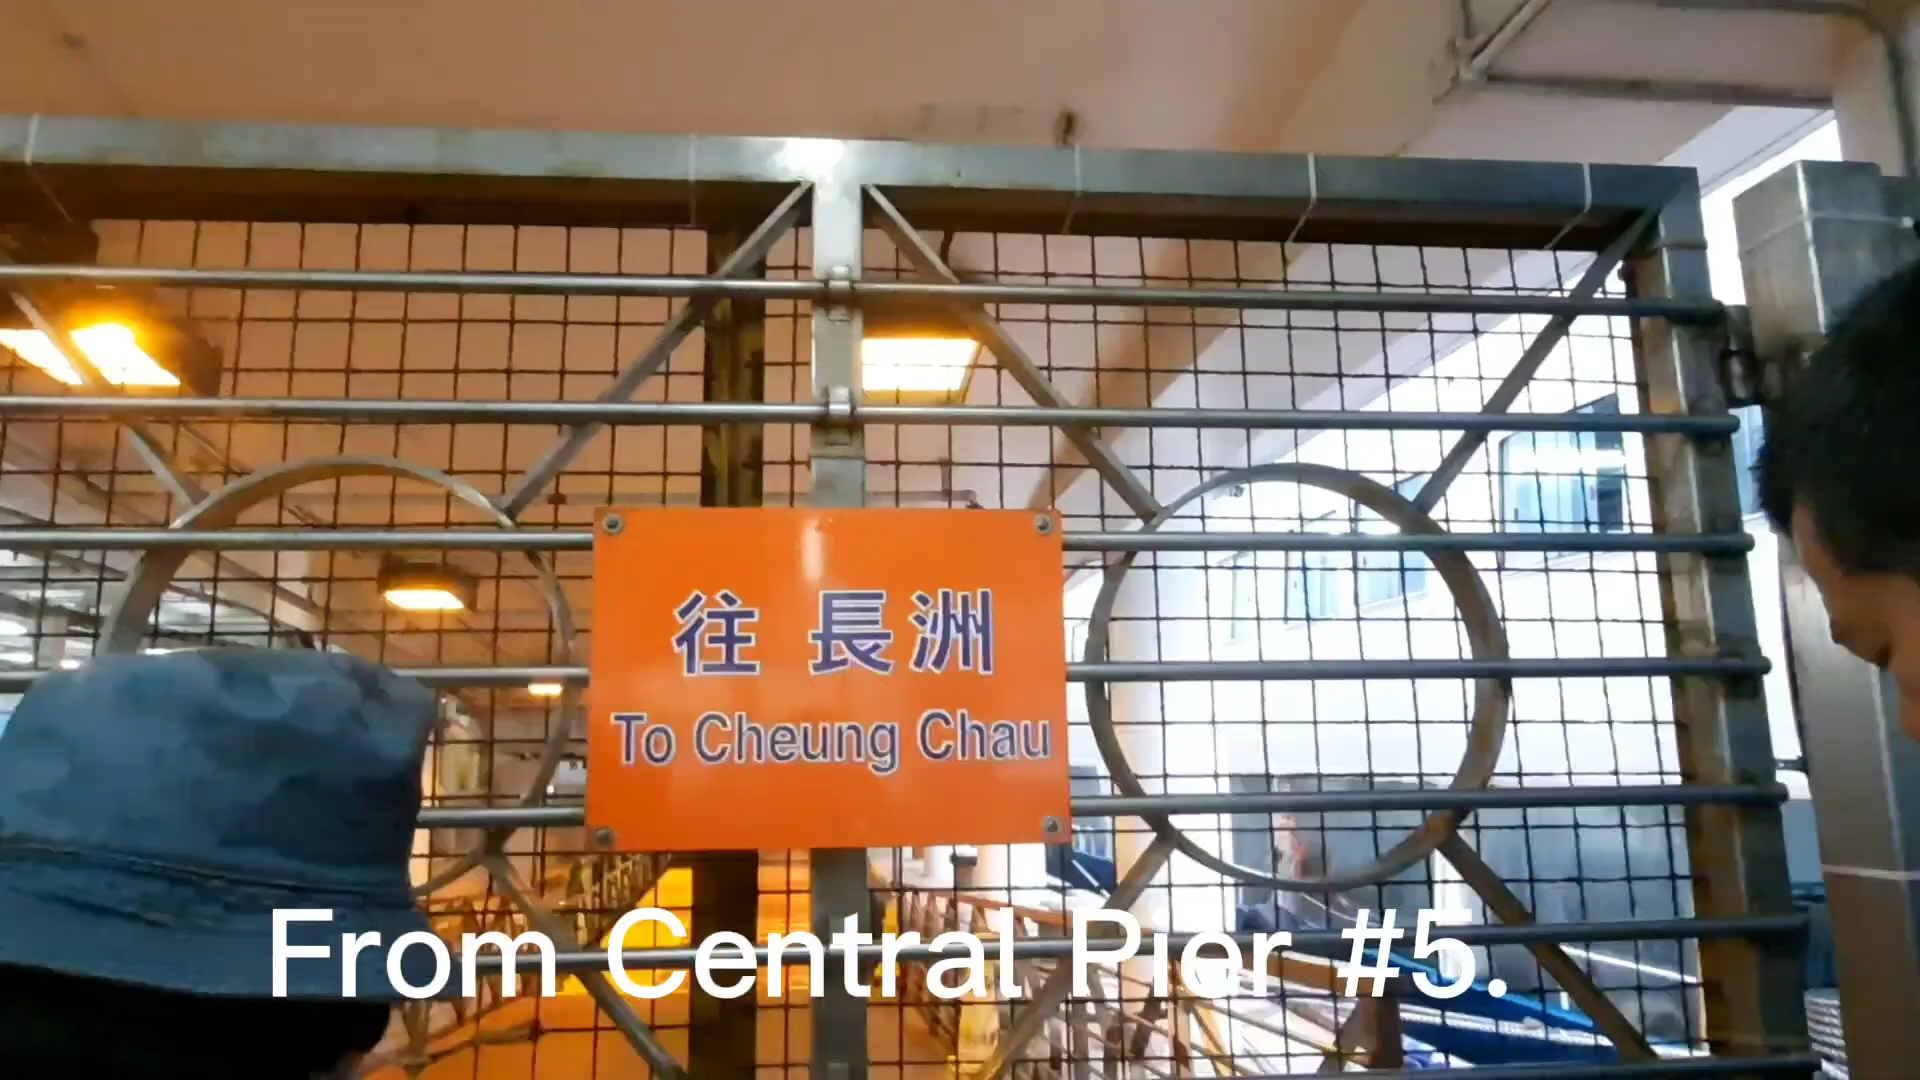 往 長洲
To Cheung Chau
From Central Pier #5.